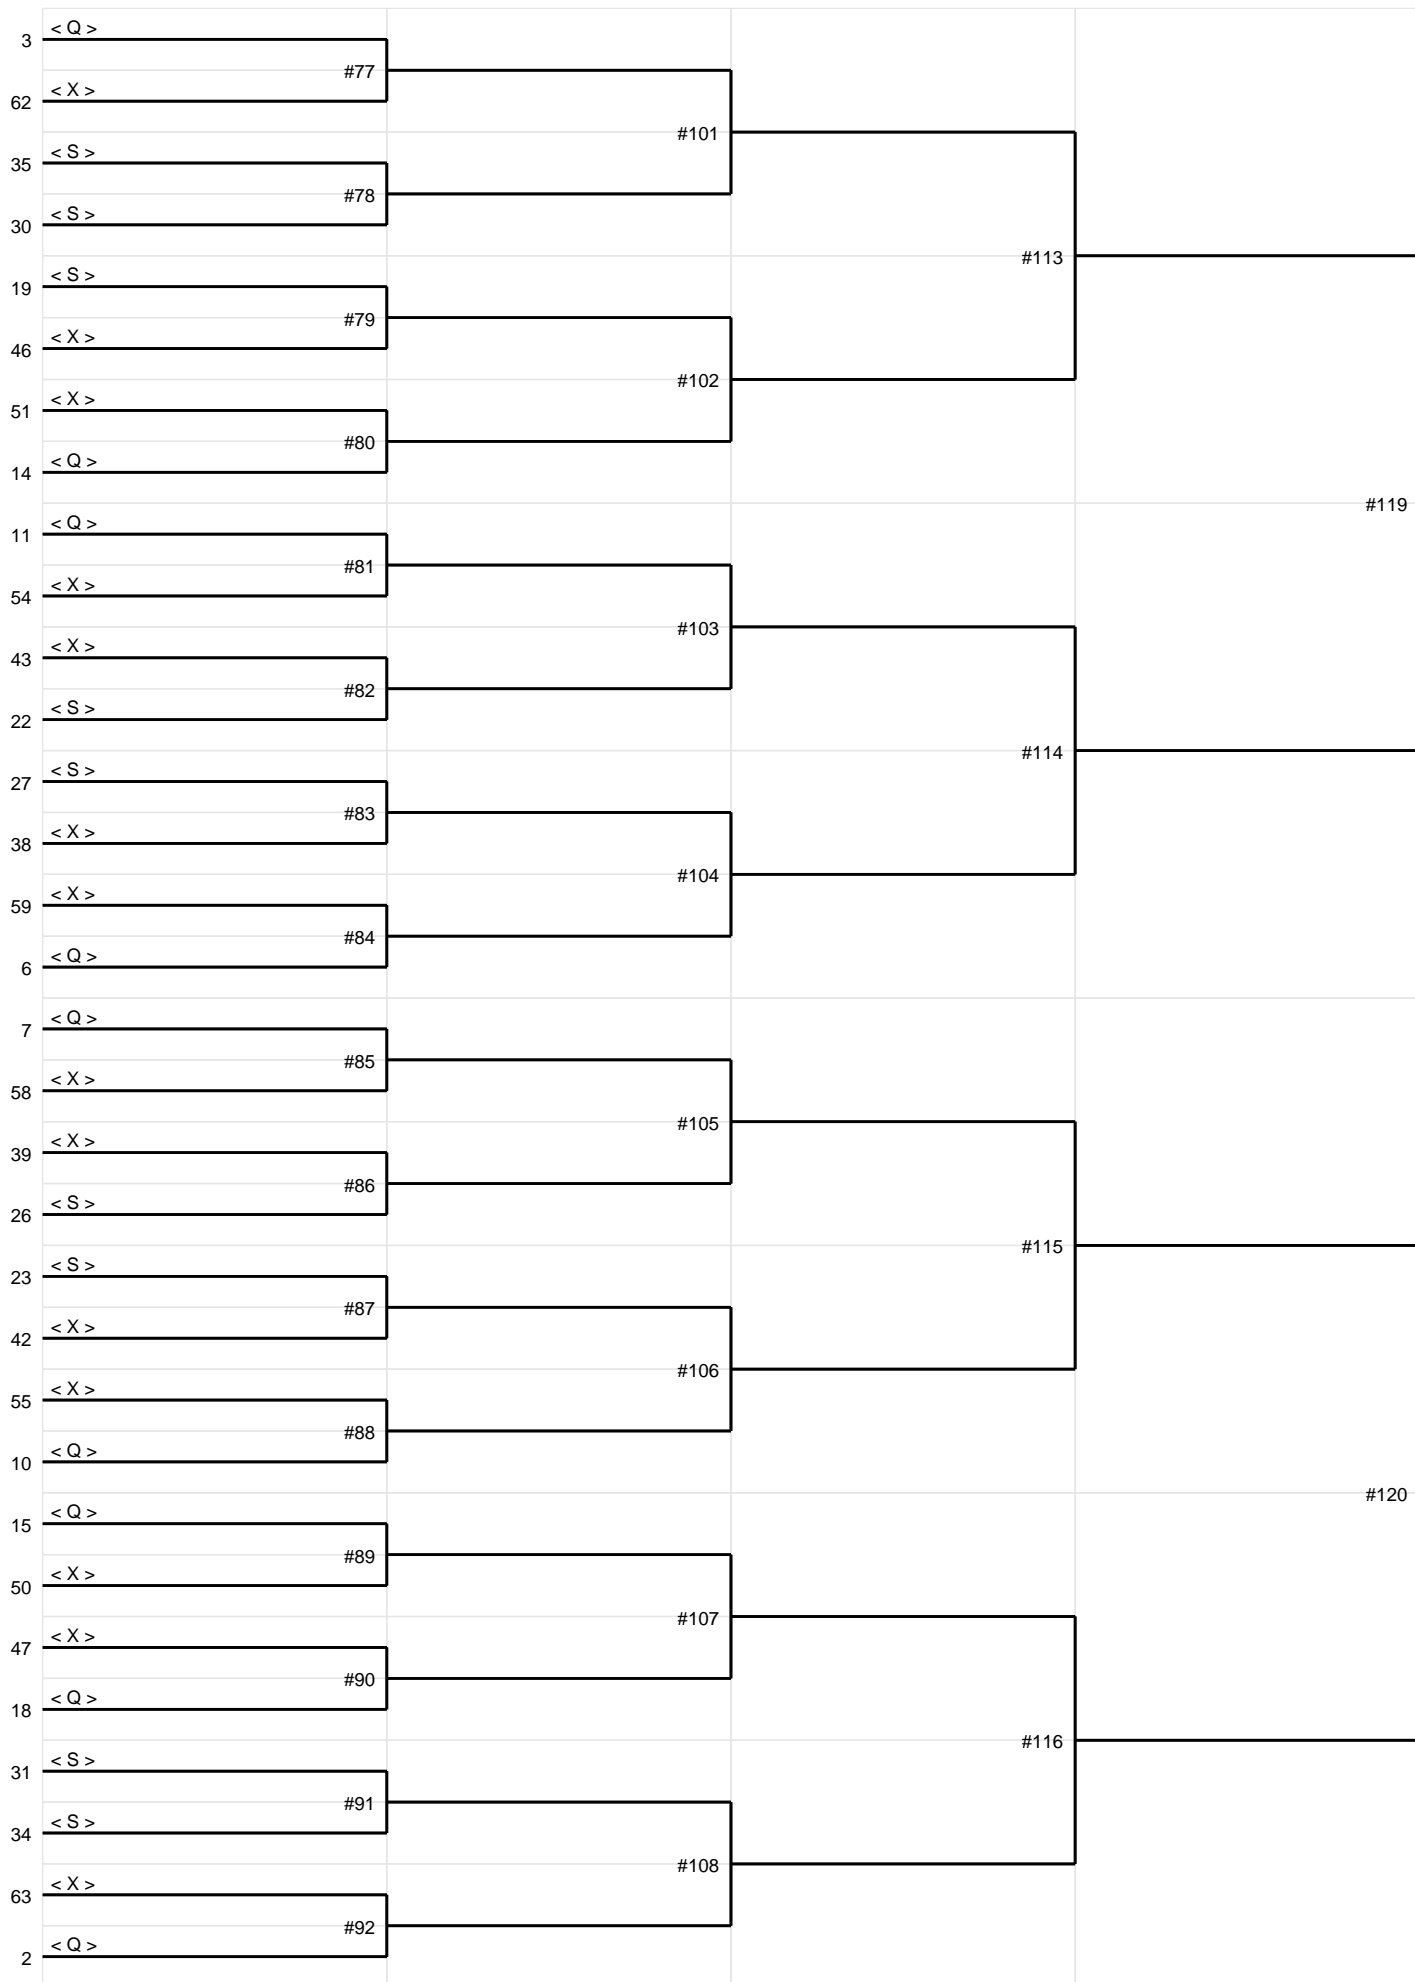 3 < Q >
#77
62 < X >
#101
35 < S >
#78
30 < S >
#113
19 < S >
#79
46 < X >
#102
51 < X >
#80
14 < Q >
#119
11 < Q >
#81
54 < X >
#103
43 < X >
#82
22 < S >
#114
27 < S >
#83
38 < X >
#104
59 < X >
#84
6 < Q >
7 < Q >
#85
58 < X >
#105
39 < X >
#86
26 < S >
#115
23 < S >
#87
42 < X >
#106
55 < X >
#88
10 < Q >
#120
15 < Q >
#89
50 < X >
#107
47 < X >
#90
18 < Q >
#116
31 < S >
#91
34 < S >
#108
63 < X >
#92
2 < Q >